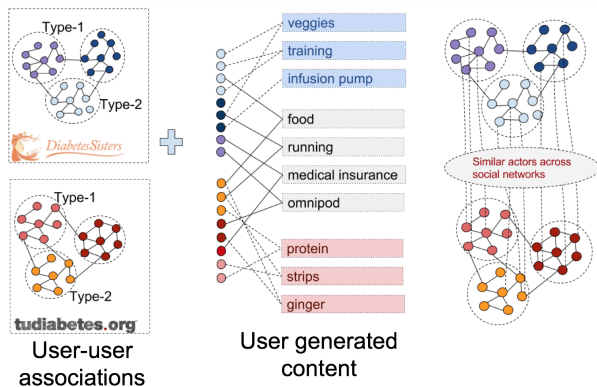 Type-1
Type-2
DiabetesSisters
Type-1
Type-2
tudiabetes.org
User-user
associations
veggies
training
infusion pump
food
running
medical insurance
omnipod
protein
strips
ginger
User generated
content
Similar actors across
social networks